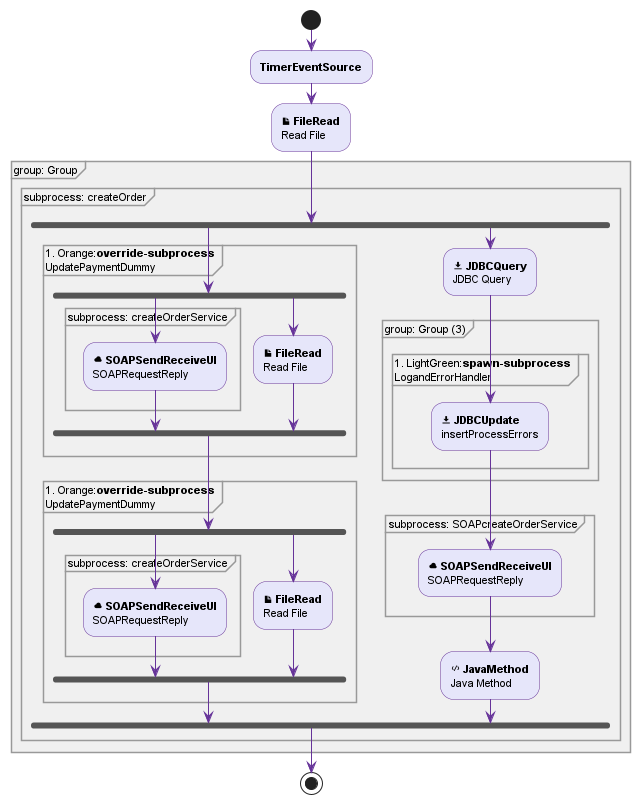 TimerEventSource
FileRead
Read File
group: Group
subprocess: createOrder
1. Orange:override-subprocess
UpdatePaymentDummy
subprocess: createOrderService
SOAPSendReceiveUI
SOAPRequestReply
FileRead
Read File
1. Orange:override-subprocess
UpdatePaymentDummy
subprocess: createOrderService
SOAPSendReceiveUI
SOAPRequestReply
FileRead
Read File
JDBCQuery
JDBC Query
group: Group (3)
1. LightGreen:spawn-subprocess
LogandErrorHandler
JDBCUpdate
insertProcessErrors
subprocess: SOAPcreateOrderService
SOAPSendReceiveUI
SOAPRequestReply
JavaMethod
Java Method